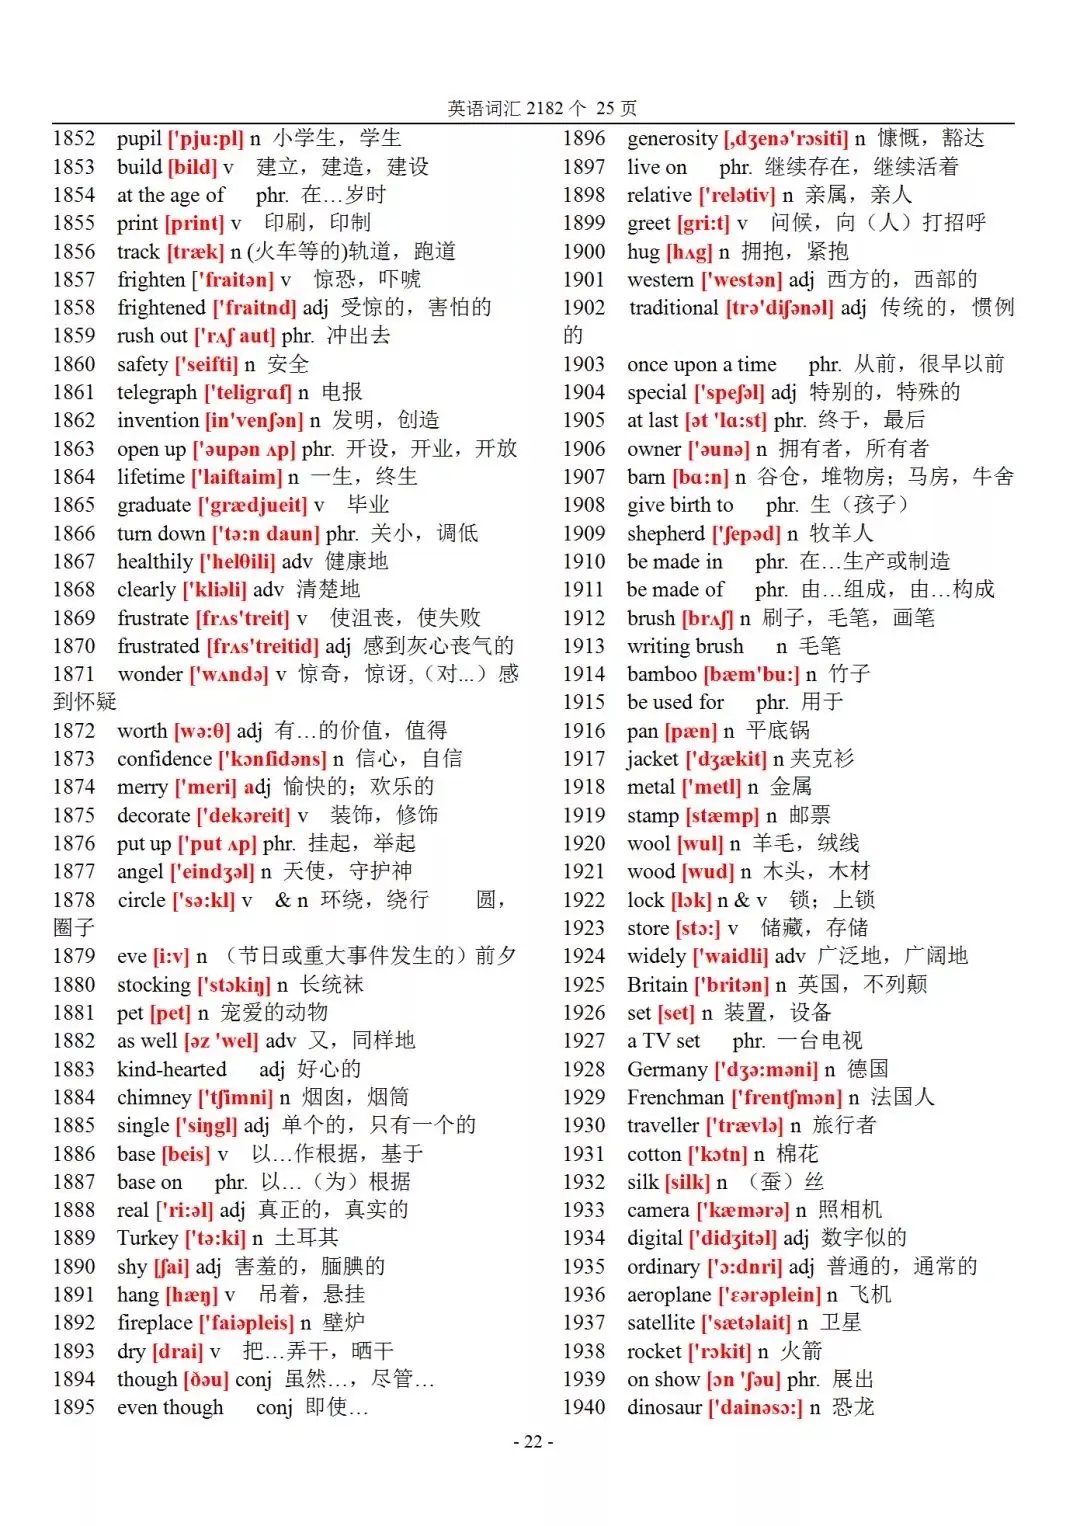 英语词汇 2182 个 25 页
1852 pupil ['pju:pl] n 小学生，学生
1853 build [bild] v 建立，建造，建设
1854 at the age of phr. 在…岁时
1855 print [print] v 印刷，印制
1856 track [træk] n (火车等的)轨道，跑道
1857 frighten ['fraitən] v 惊恐，吓唬
1858 frightened ['fraitnd] adj 受惊的，害怕的
1859 rush out ['rʌʃ aut] phr. 冲出去
1860 safety ['seifti] n 安全
1861 telegraph ['teligrɑf] n 电报
1862 invention [in'venʃən] n 发明，创造
1863 open up ['əupən ʌp] phr. 开设，开业，开放
1864 lifetime ['laiftaim] n 一生，终生
1865 graduate ['grædjueit] v 毕业
1866 turn down ['tə:n daun] phr. 关小，调低
1867 healthily ['helθili] adv 健康地
1868 clearly ['kliəli] adv 清楚地
1869 frustrate [frʌs'treit] v 使沮丧，使失败
1870 frustrated [frʌs'treitid] adj 感到灰心丧气的
1871 wonder ['wʌndə] v 惊奇，惊讶,（对...）感
到怀疑
1872 worth [wə:θ] adj 有…的价值，值得
1873 confidence ['kɔnfidəns] n 信心，自信
1874 merry ['meri] adj 愉快的；欢乐的
1875 decorate ['dekəreit] v 装饰，修饰
1876 put up ['put ʌp] phr. 挂起，举起
1877 angel ['eindʒəl] n 天使，守护神
1878 circle ['sə:kl] v & n 环绕，绕行 圆，
圈子
1879 eve [i:v] n （节日或重大事件发生的）前夕
1880 stocking ['stɔkiŋ] n 长统袜
1881 pet [pet] n 宠爱的动物
1882 as well [əz 'wel] adv 又，同样地
1883 kind-hearted adj 好心的
1884 chimney ['tʃimni] n 烟囱，烟筒
1885 single ['siŋgl] adj 单个的，只有一个的
1886 base [beis] v 以…作根据，基于
1887 base on phr. 以…（为）根据
1888 real ['ri:əl] adj 真正的，真实的
1889 Turkey ['tə:ki] n 土耳其
1890 shy [ʃai] adj 害羞的，腼腆的
1891 hang [hæŋ] v 吊着，悬挂
1892 fireplace ['faiəpleis] n 壁炉
1893 dry [drai] v 把…弄干，晒干
1894 though [ðəu] conj 虽然…，尽管…
1895 even though conj 即使…
1896 generosity [,dʒenə'rɔsiti] n 慷慨，豁达
1897 live on phr. 继续存在，继续活着
1898 relative ['relətiv] n 亲属，亲人
1899 greet [gri:t] v 问候，向（人）打招呼
1900 hug [hʌg] n 拥抱，紧抱
1901 western ['westən] adj 西方的，西部的
1902 traditional [trə'diʃənəl] adj 传统的，惯例
的
1903 once upon a time phr. 从前，很早以前
1904 special ['speʃəl] adj 特别的，特殊的
1905 at last [ət 'lɑ:st] phr. 终于，最后
1906 owner ['əunə] n 拥有者，所有者
1907 barn [bɑ:n] n 谷仓，堆物房；马房，牛舍
1908 give birth to phr. 生（孩子）
1909 shepherd ['ʃepəd] n 牧羊人
1910 be made in phr. 在…生产或制造
1911 be made of phr. 由…组成，由…构成
1912 brush [brʌʃ] n 刷子，毛笔，画笔
1913 writing brush n 毛笔
1914 bamboo [bæm'bu:] n 竹子
1915 be used for phr. 用于
1916 pan [pæn] n 平底锅
1917 jacket ['dʒækit] n 夹克衫
1918 metal ['metl] n 金属
1919 stamp [stæmp] n 邮票
1920 wool [wul] n 羊毛，绒线
1921 wood [wud] n 木头，木材
1922 lock [lɔk] n & v 锁；上锁
1923 store [stɔ:] v 储藏，存储
1924 widely ['waidli] adv 广泛地，广阔地
1925 Britain ['britən] n 英国，不列颠
1926 set [set] n 装置，设备
1927 a TV set phr. 一台电视
1928 Germany ['dʒə:məni] n 德国
1929 Frenchman ['frentʃmən] n 法国人
1930 traveller ['trævlə] n 旅行者
1931 cotton ['kɔtn] n 棉花
1932 silk [silk] n （蚕）丝
1933 camera ['kæmərə] n 照相机
1934 digital ['didʒitəl] adj 数字似的
1935 ordinary ['ɔ:dnri] adj 普通的，通常的
1936 aeroplane ['ɛərəplein] n 飞机
1937 satellite ['sætəlait] n 卫星
1938 rocket ['rɔkit] n 火箭
1939 on show [ɔn 'ʃəu] phr. 展出
1940 dinosaur ['dainəsɔ:] n 恐龙
- 22 -